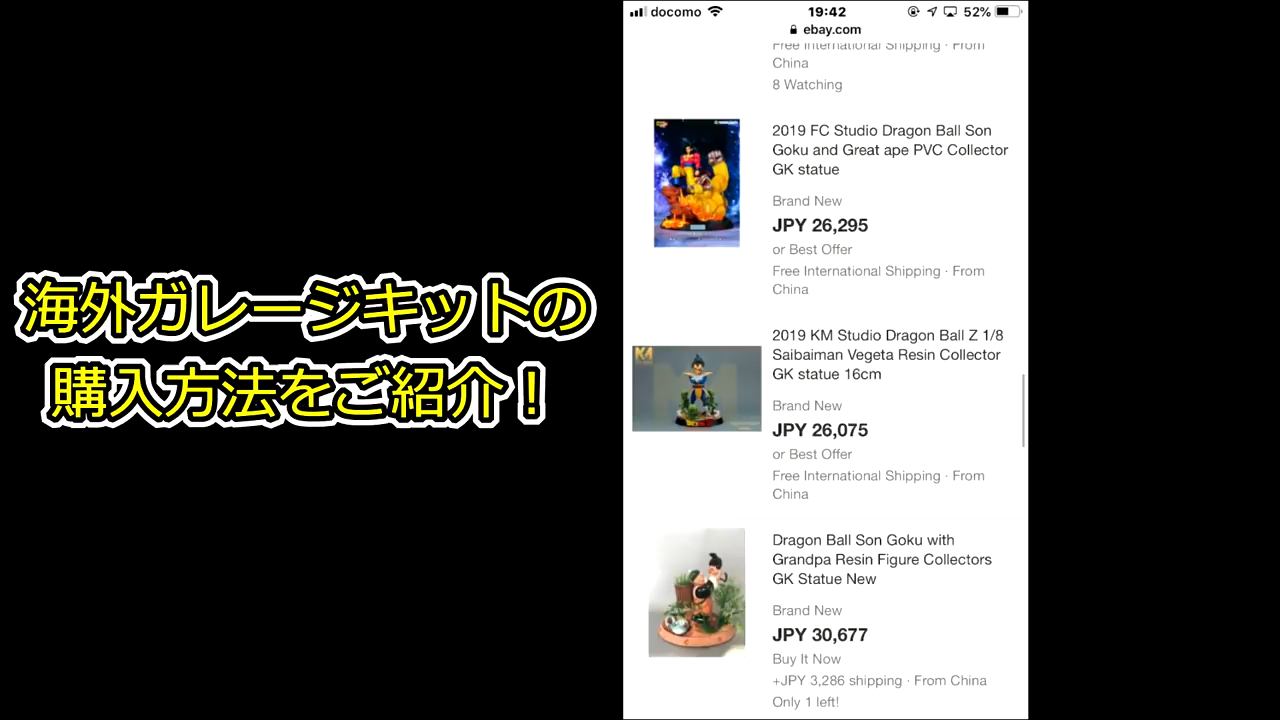 海外ガレージキットの
購入方法をご紹介！
docomo
19:42
52%
ebay.com
Free International Shipping · From
China
8 Watching
2019 FC Studio Dragon Ball Son
Goku and Great ape PVC Collector
GK statue
Brand New
JPY 26,295
or Best Offer
Free International Shipping · From
China
2019 KM Studio Dragon Ball Z 1/8
Saibaiman Vegeta Resin Collector
GK statue 16cm
Brand New
JPY 26,075
or Best Offer
Free International Shipping · From
China
Dragon Ball Son Goku with
Grandpa Resin Figure Collectors
GK Statue New
Brand New
JPY 30,677
Buy It Now
+JPY 3,286 shipping · From China
Only 1 left!